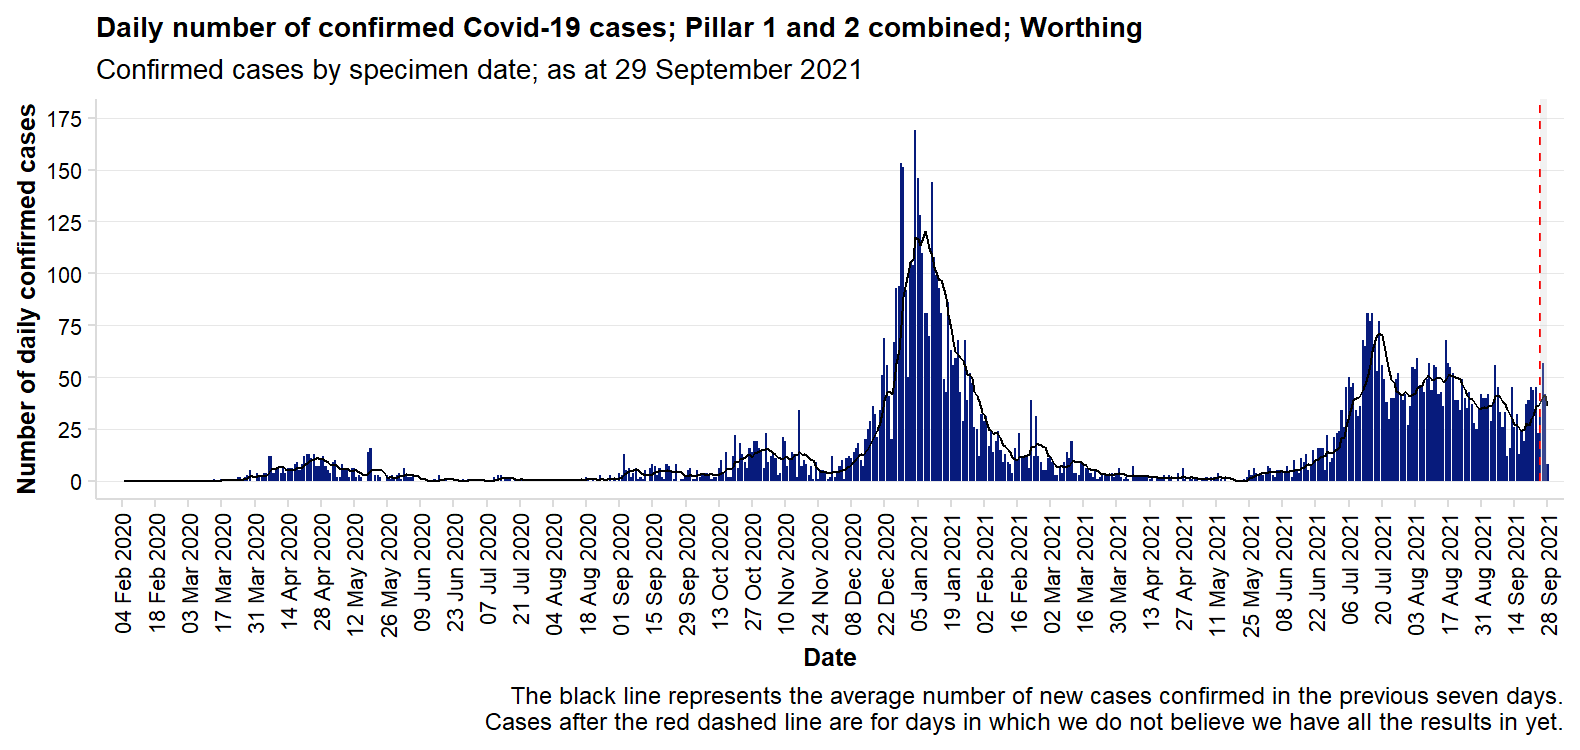 Daily number of confirmed Covid-19 cases; Pillar 1 and 2 combined; Worthing
Confirmed cases by specimen date; as at 29 September 2021
Number of daily confirmed cases
175
150
125
100
75
50
25
0
04 Feb 2020
18 Feb 2020
03 Mar 2020
17 Mar 2020
31 Mar 2020
14 Apr 2020
28 Apr 2020
12 May 2020
26 May 2020
09 Jun 2020
23 Jun 2020
07 Jul 2020
21 Jul 2020
04 Aug 2020
18 Aug 2020
01 Sep 2020
15 Sep 2020
29 Sep 2020
13 Oct 2020
27 Oct 2020
10 Nov 2020
24 Nov 2020
08 Dec 2020
22 Dec 2020
05 Jan 2021
19 Jan 2021
02 Feb 2021
16 Feb 2021
02 Mar 2021
16 Mar 2021
30 Mar 2021
13 Apr 2021
27 Apr 2021
11 May 2021
25 May 2021
08 Jun 2021
22 Jun 2021
06 Jul 2021
20 Jul 2021
03 Aug 2021
17 Aug 2021
31 Aug 2021
14 Sep 2021
28 Sep 2021
Date
The black line represents the average number of new cases confirmed in the previous seven days.
Cases after the red dashed line are for days in which we do not believe we have all the results in yet.